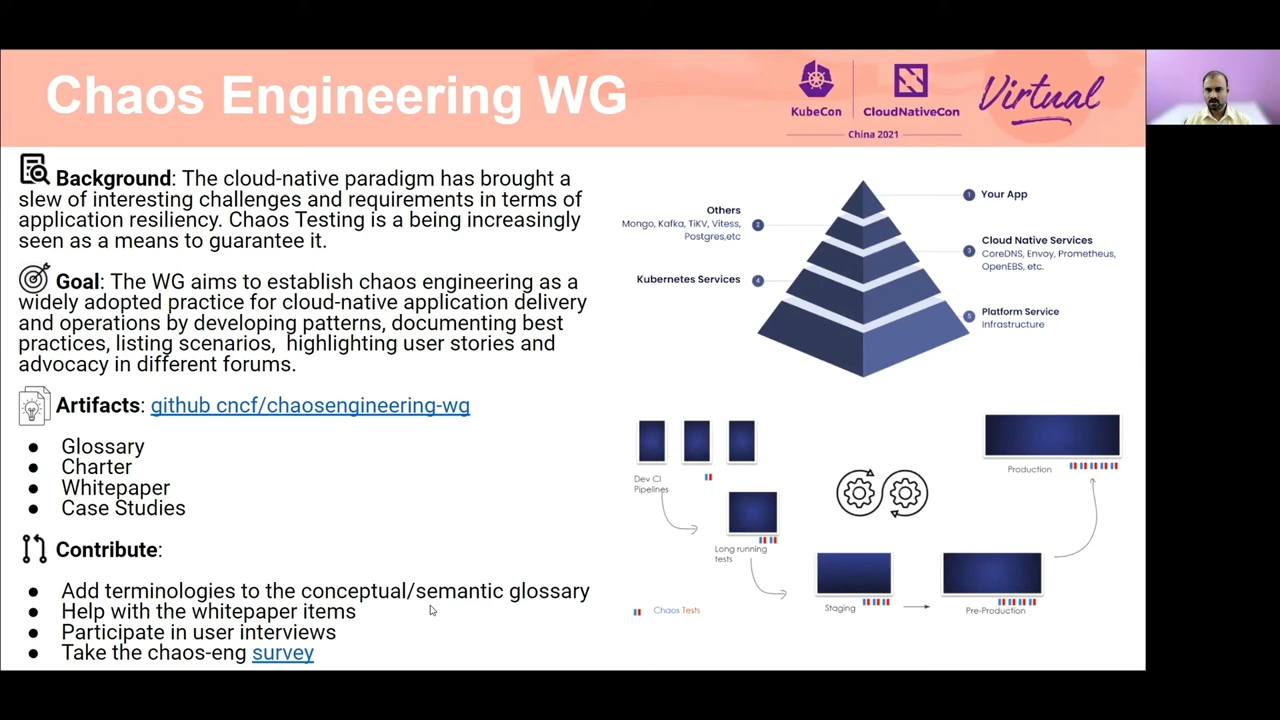 Chaos Engineering WG
KubeCon
CloudNativeCon
China 2021
Virtual
Background: The cloud-native paradigm has brought a
slew of interesting challenges and requirements in terms of
application resiliency. Chaos Testing is a being increasingly
seen as a means to guarantee it.
Goal: The WG aims to establish chaos engineering as a
widely adopted practice for cloud-native application delivery
and operations by developing patterns, documenting best
practices, listing scenarios, highlighting user stories and
advocacy in different forums.
Artifacts: github cncf/chaosengineering-wg
● Glossary
● Charter
● Whitepaper
● Case Studies
Contribute:
● Add terminologies to the conceptual/semantic glossary
● Help with the whitepaper items
● Participate in user interviews
● Take the chaos-eng survey
1 Your App
Others
Mongo, Kafka, TiKV, Vitess,
Postgres,etc
2
Cloud Native Services
3
CoreDNS, Envoy, Prometheus,
OpenEBS, etc.
Kubernetes Services 4
Platform Service
5
Infrastructure
Dev CI
Pipelines
Long running
tests
Staging
Pre-Production
Production
Chaos Tests